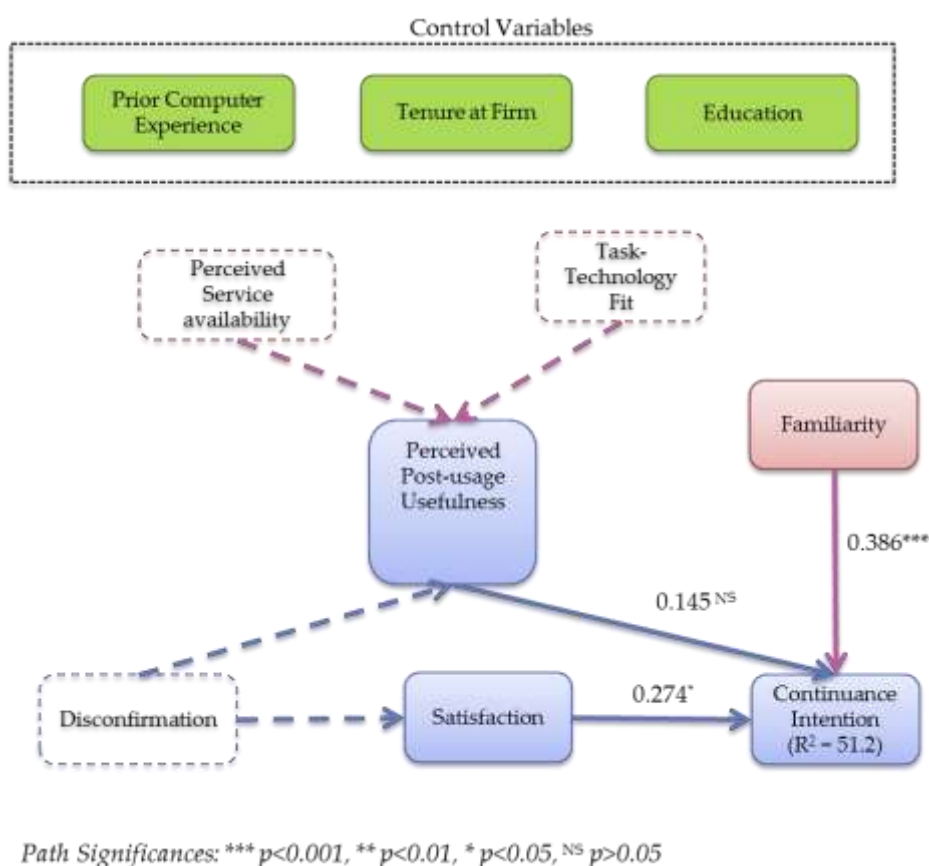 Control Variables
Prior Computer
Experience
Tenure at Firm
Education
Perceived
Service
availability
Task-
Technology
Fit
Familiarity
Perceived
Post-usage
Usefulness
0.386***
0.145 NS
Disconfirmation
Satisfaction
0.274*
Continuance
Intention
(R² = 51.2)
Path Significances: *** p<0.001, ** p<0.01, * p<0.05, NS p>0.05